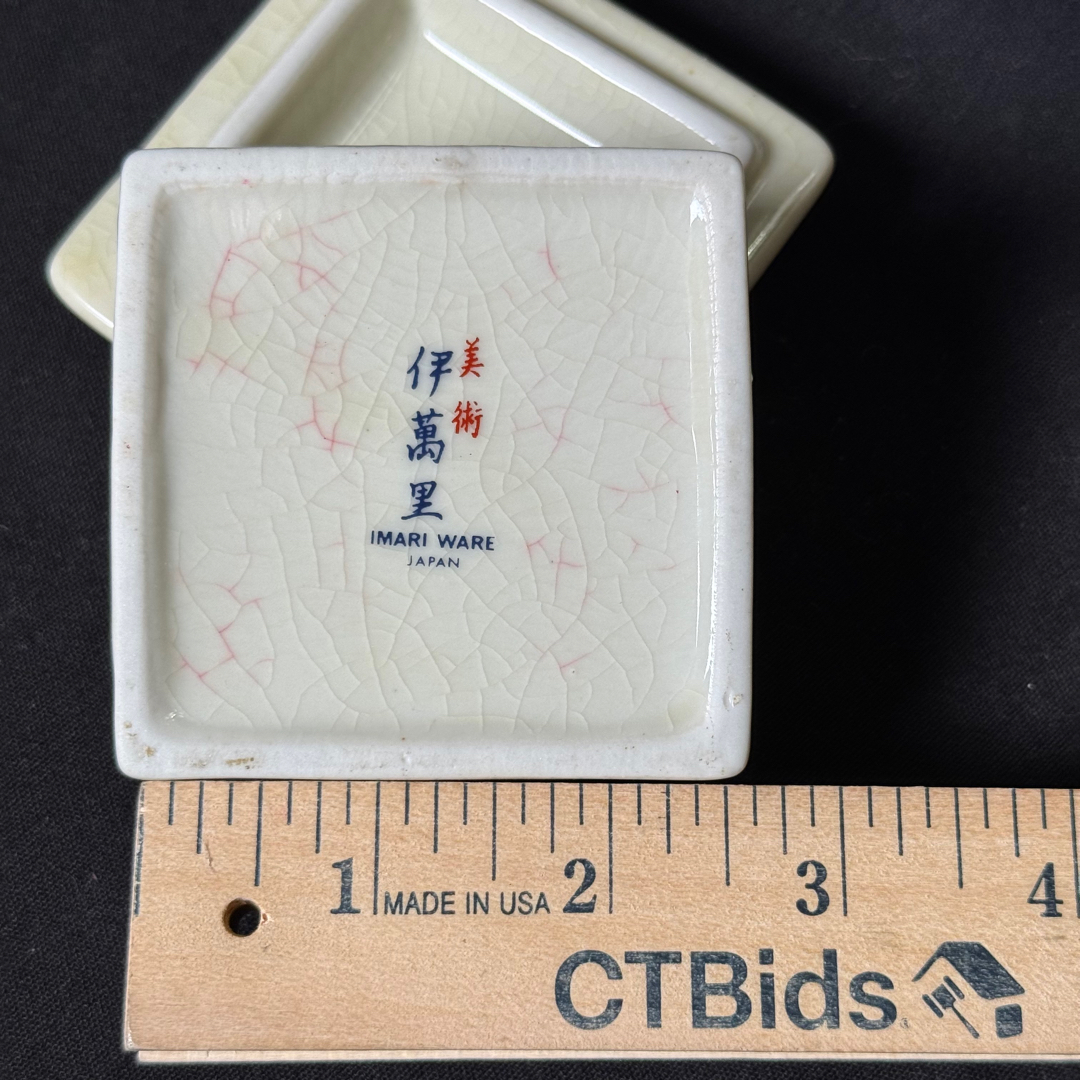 美術
伊萬里
IMARI WARE
JAPAN
1 MADE IN USA 2 3 4
CTBids